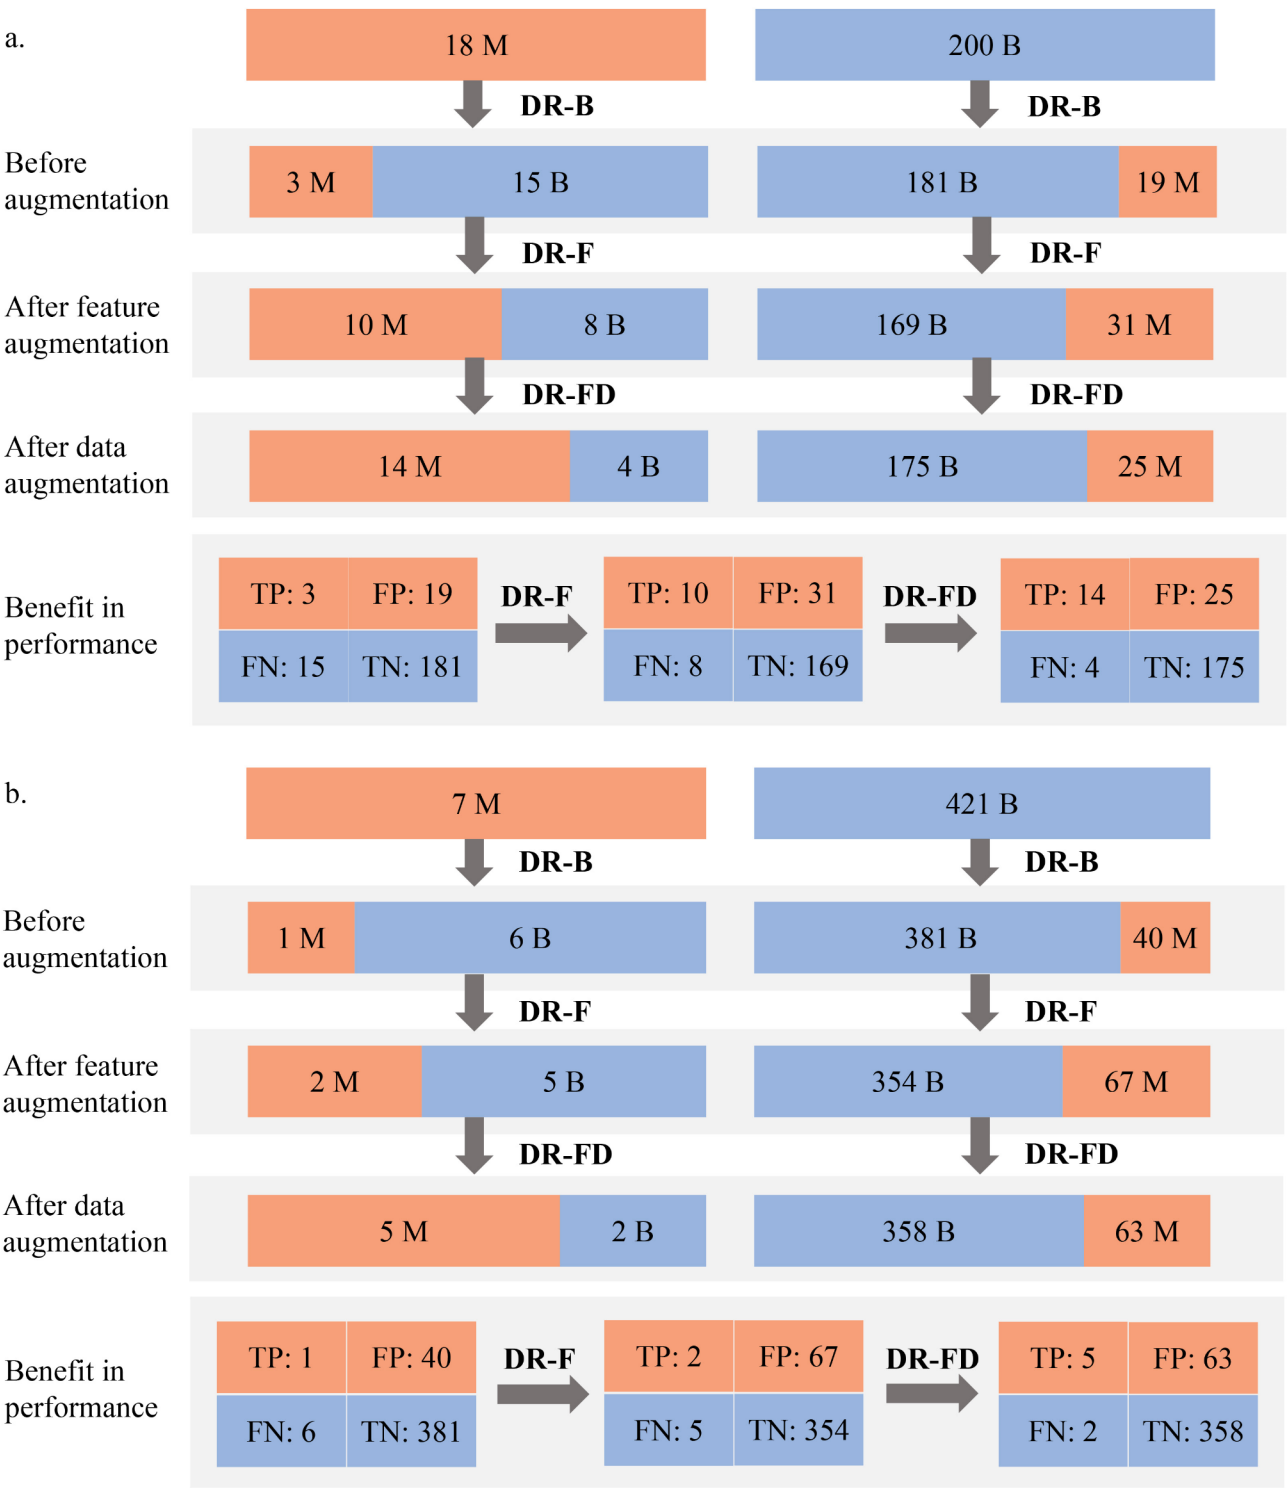 a.
18 M
200 B
DR-B
DR-B
Before
augmentation
3 M
15 B
181 B
19 M
DR-F
DR-F
After feature
augmentation
10 M
8 B
169 B
31 M
DR-FD
DR-FD
After data
augmentation
14 M
4 B
175 B
25 M
Benefit in
performance
TP: 3
FP: 19
FN: 15
TN: 181
DR-F
TP: 10
FP: 31
FN: 8
TN: 169
DR-FD
TP: 14
FP: 25
FN: 4
TN: 175
b.
7 M
421 B
DR-B
DR-B
Before
augmentation
1 M
6 B
381 B
40 M
DR-F
DR-F
After feature
augmentation
2 M
5 B
354 B
67 M
DR-FD
DR-FD
After data
augmentation
5 M
2 B
358 B
63 M
Benefit in
performance
TP: 1
FP: 40
FN: 6
TN: 381
DR-F
TP: 2
FP: 67
FN: 5
TN: 354
DR-FD
TP: 5
FP: 63
FN: 2
TN: 358